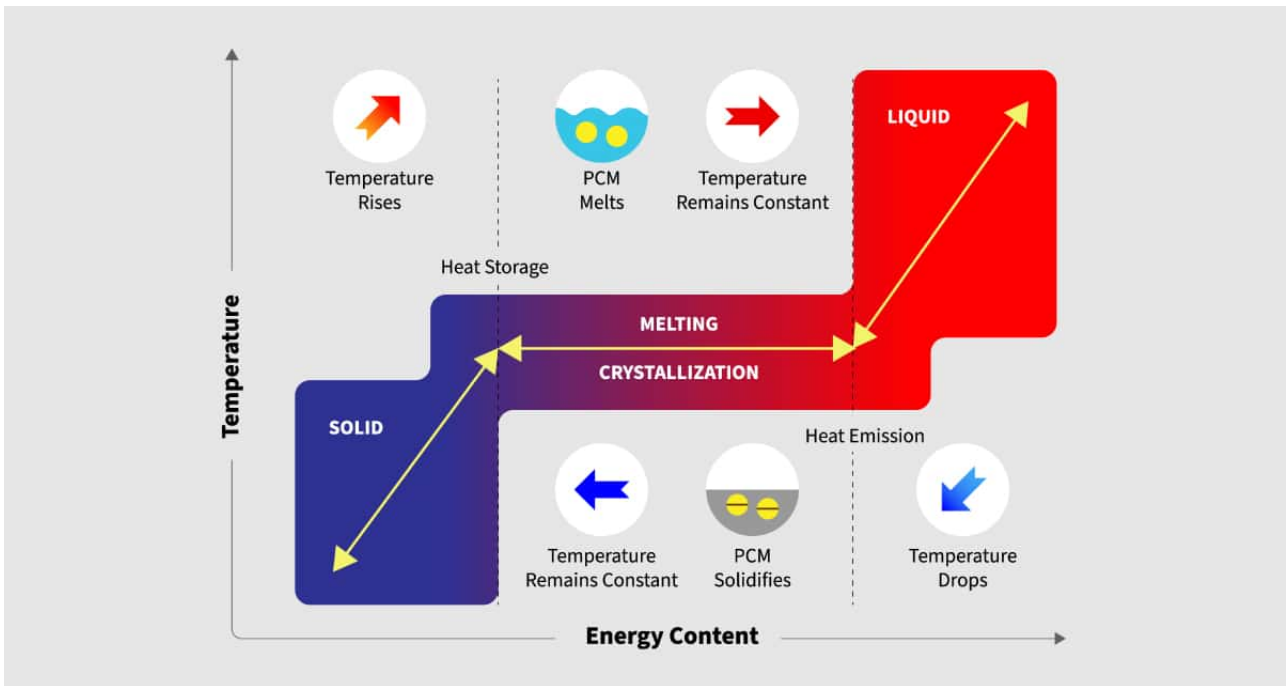 LIQUID
Temperature
Rises
PCM
Melts
Temperature
Remains Constant
Heat Storage
MELTING
CRYSTALLIZATION
Temperature
SOLID
Heat Emission
Temperature
Remains Constant
PCM
Solidifies
Temperature
Drops
Energy Content